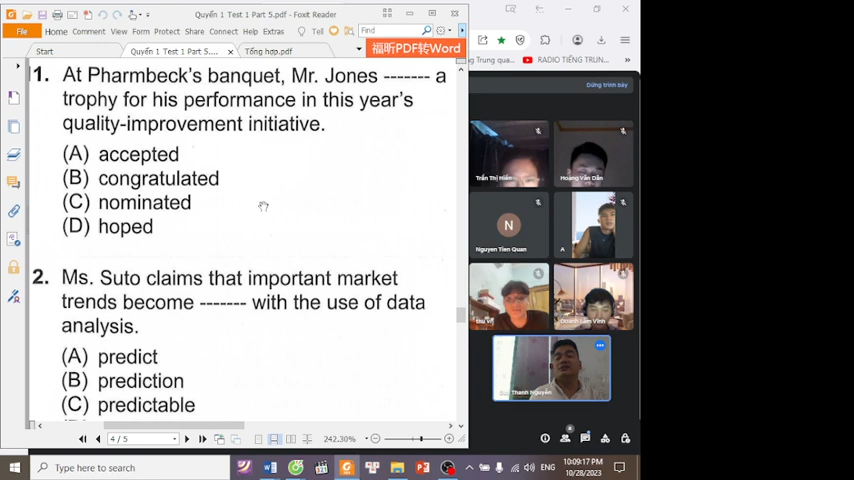 Quyển 1 Test 1 Part 5.pdf - Foxit Reader
File Home Comment View Form Protect Share Connect Help Extras Tell Find
Start Quyển 1 Test 1 Part 5.... Tổng hợp.pdf
福昕PDF转Word
1. At Pharmbeck's banquet, Mr. Jones ------- a
trophy for his performance in this year's
quality-improvement initiative.
(A) accepted
(B) congratulated
(C) nominated
(D) hoped
2. Ms. Suto claims that important market
trends become ------- with the use of data
analysis.
(A) predict
(B) prediction
(C) predictable
4 / 5
242.30%
Trung qua...
RADIO TIẾNG TRUN...
Dừng trình bày
Trần Thị Hiền
Hoàng Văn Dần
N
Nguyen Tien Quan
A
Doanh Lam Vinh
Thanh Nguyễn
8
Type here to search
ENG
10:09:17 PM
10/28/2023